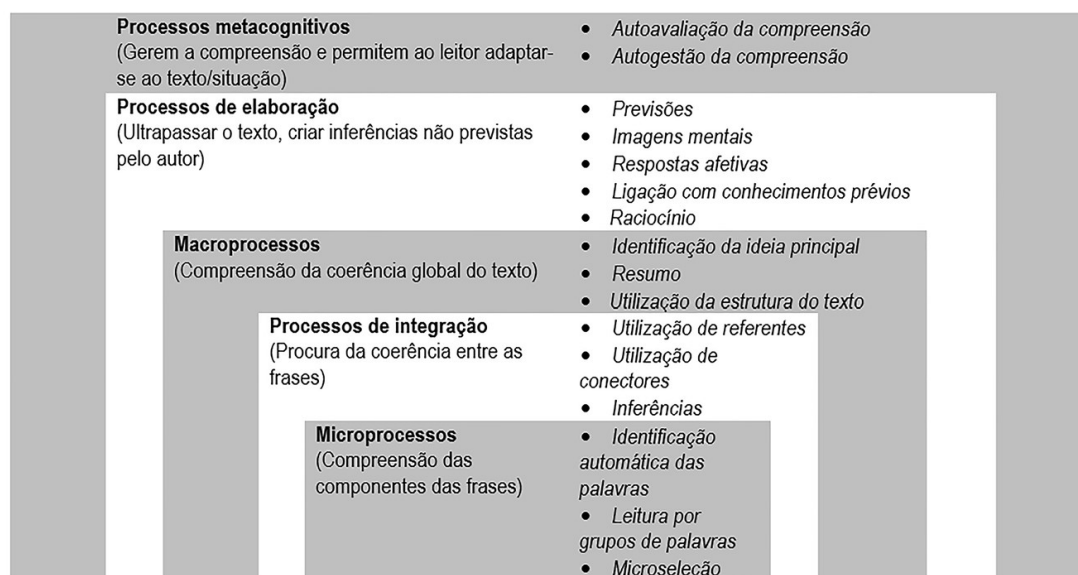 Processos metacognitivos
(Gerem a compreensão e permitem ao leitor adaptar-
se ao texto/situação)
• Autoavaliação da compreensão
• Autogestão da compreensão
Processos de elaboração
(Ultrapassar o texto, criar inferências não previstas
pelo autor)
• Previsões
• Imagens mentais
• Respostas afetivas
• Ligação com conhecimentos prévios
• Raciocínio
Macroprocessos
(Compreensão da coerência global do texto)
• Identificação da ideia principal
• Resumo
• Utilização da estrutura do texto
Processos de integração
(Procura da coerência entre as
frases)
• Utilização de referentes
• Utilização de
conectores
• Inferências
Microprocessos
(Compreensão das
componentes das frases)
• Identificação
automática das
palavras
• Leitura por
grupos de palavras
• Microseleção